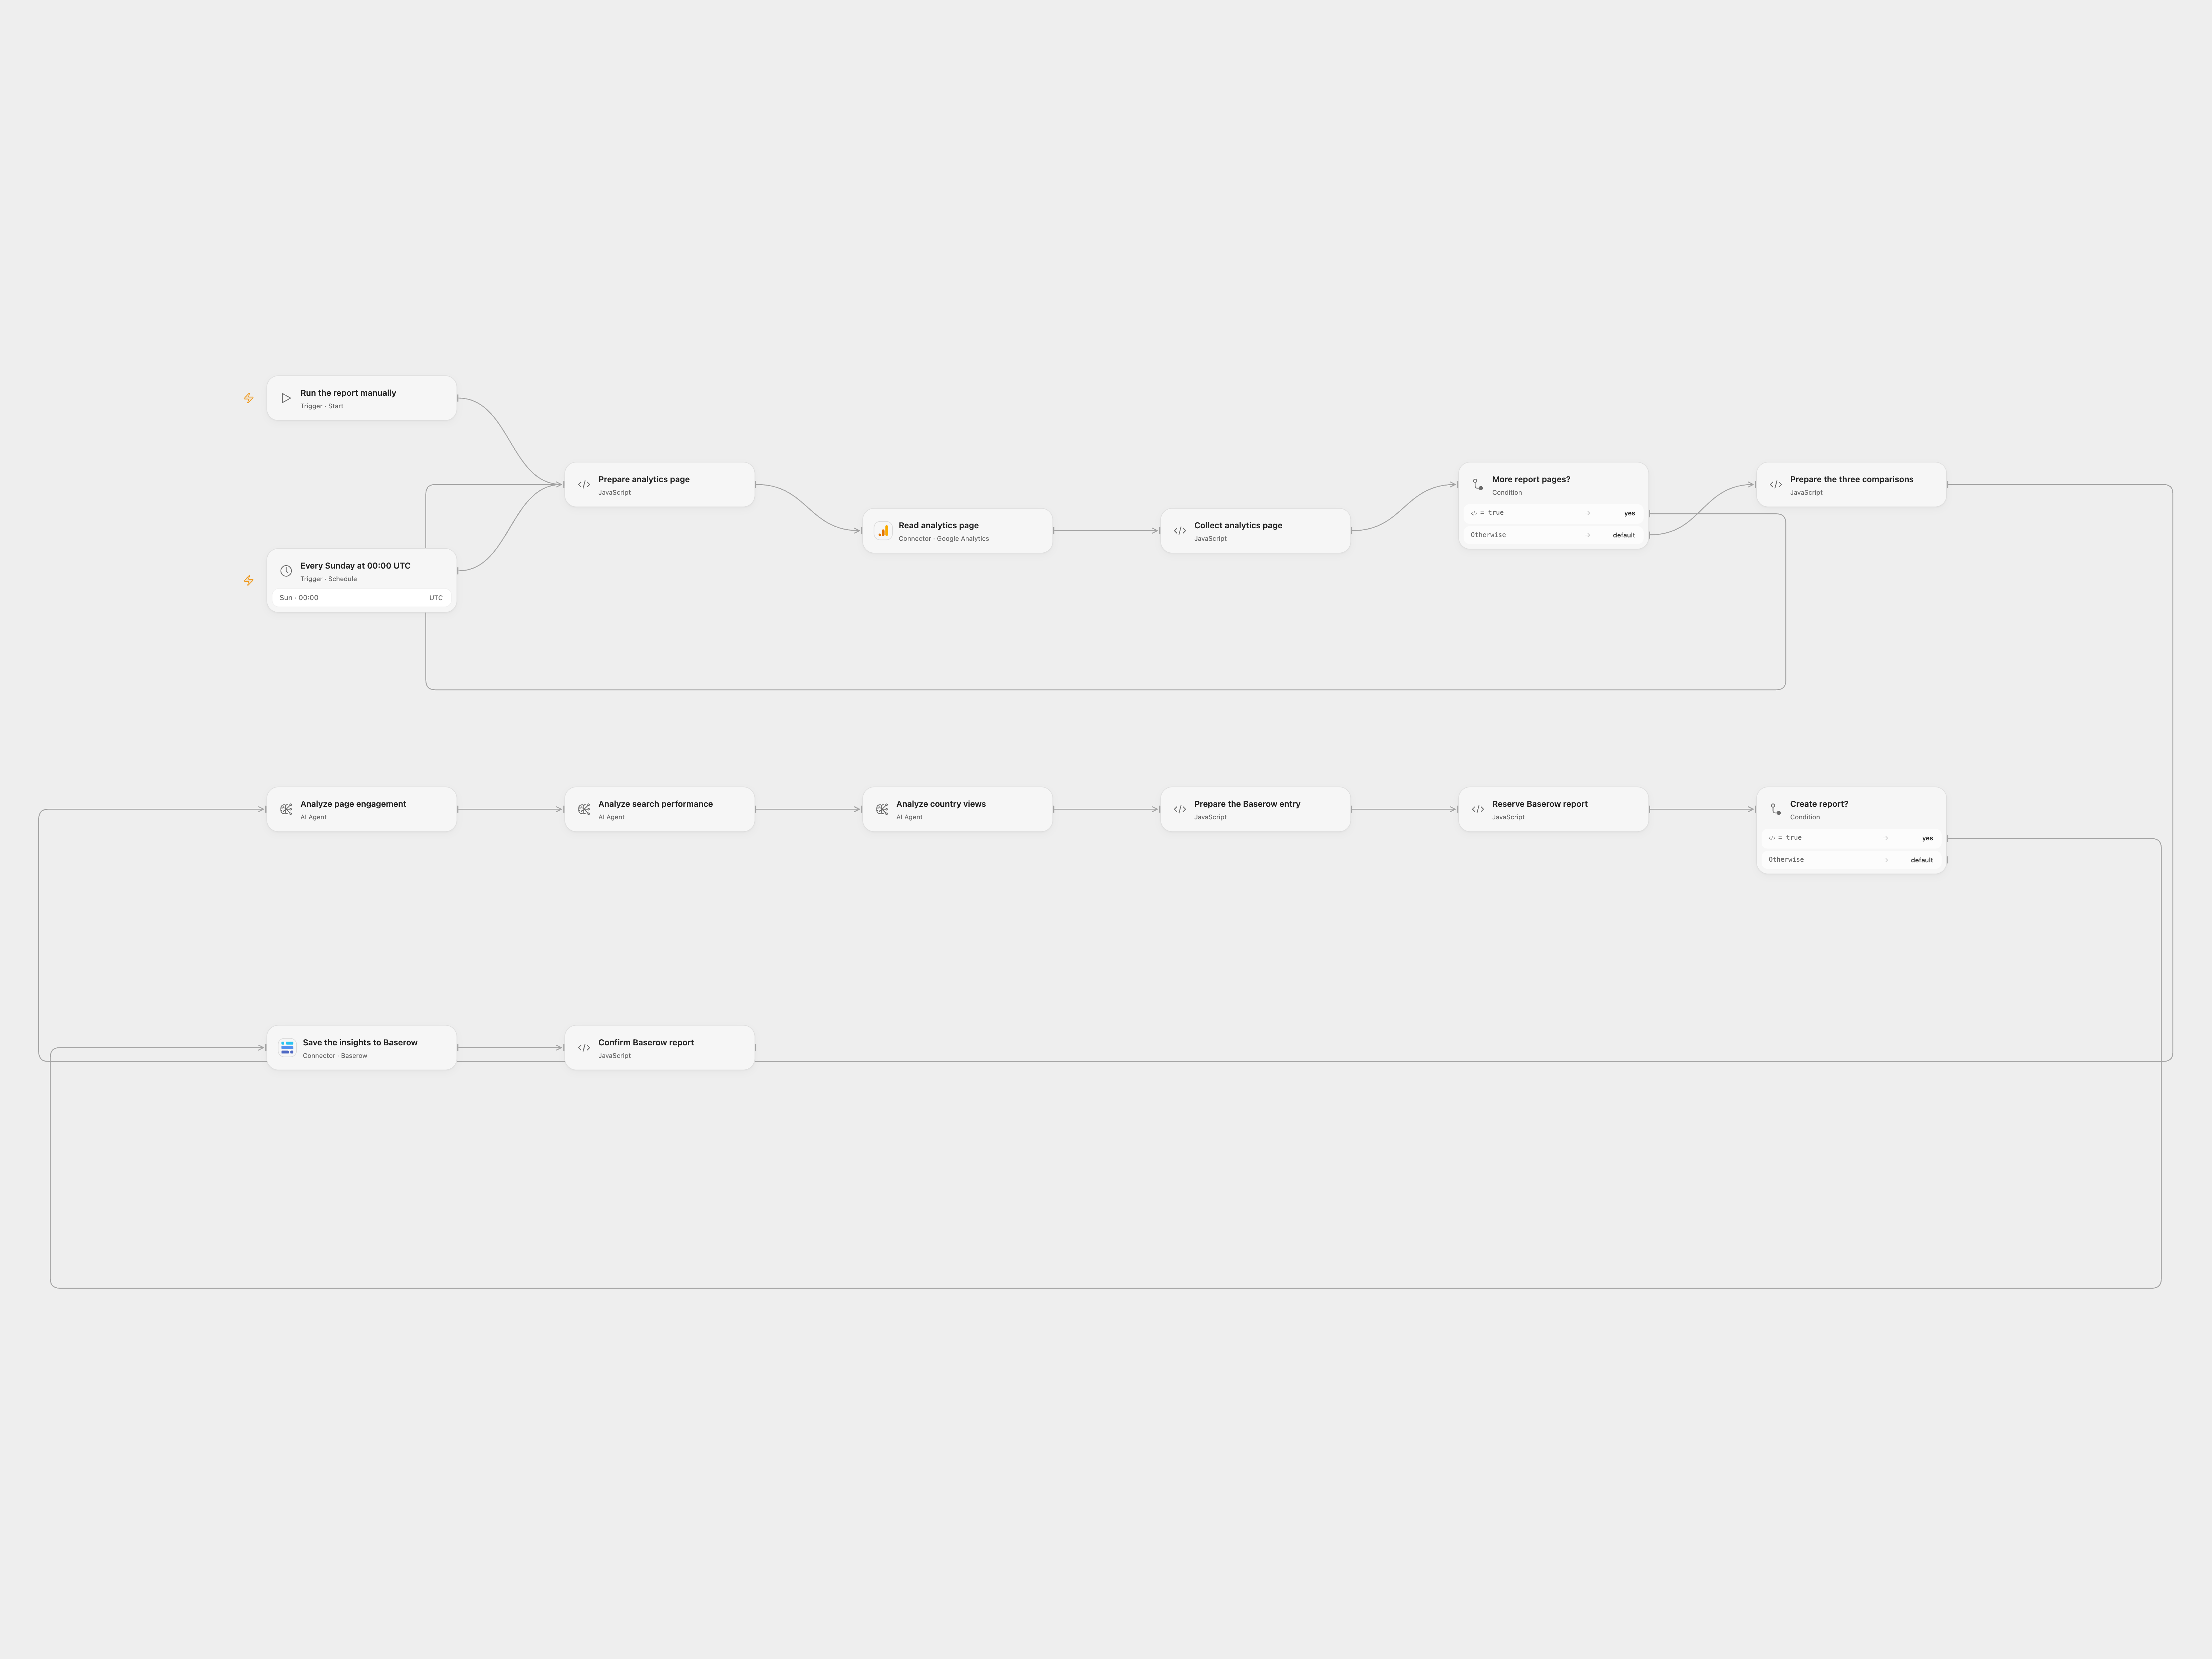 Run the report manually
Trigger · Start
Prepare analytics page
JavaScript
More report pages?
Condition
= true → yes
Otherwise → default
Prepare the three comparisons
JavaScript
Read analytics page
Connector · Google Analytics
Collect analytics page
JavaScript
Every Sunday at 00:00 UTC
Trigger · Schedule
Sun · 00:00 UTC
Analyze page engagement
AI Agent
Analyze search performance
AI Agent
Analyze country views
AI Agent
Prepare the Baserow entry
JavaScript
Reserve Baserow report
JavaScript
Create report?
Condition
= true → yes
Otherwise → default
Save the insights to Baserow
Connector · Baserow
Confirm Baserow report
JavaScript